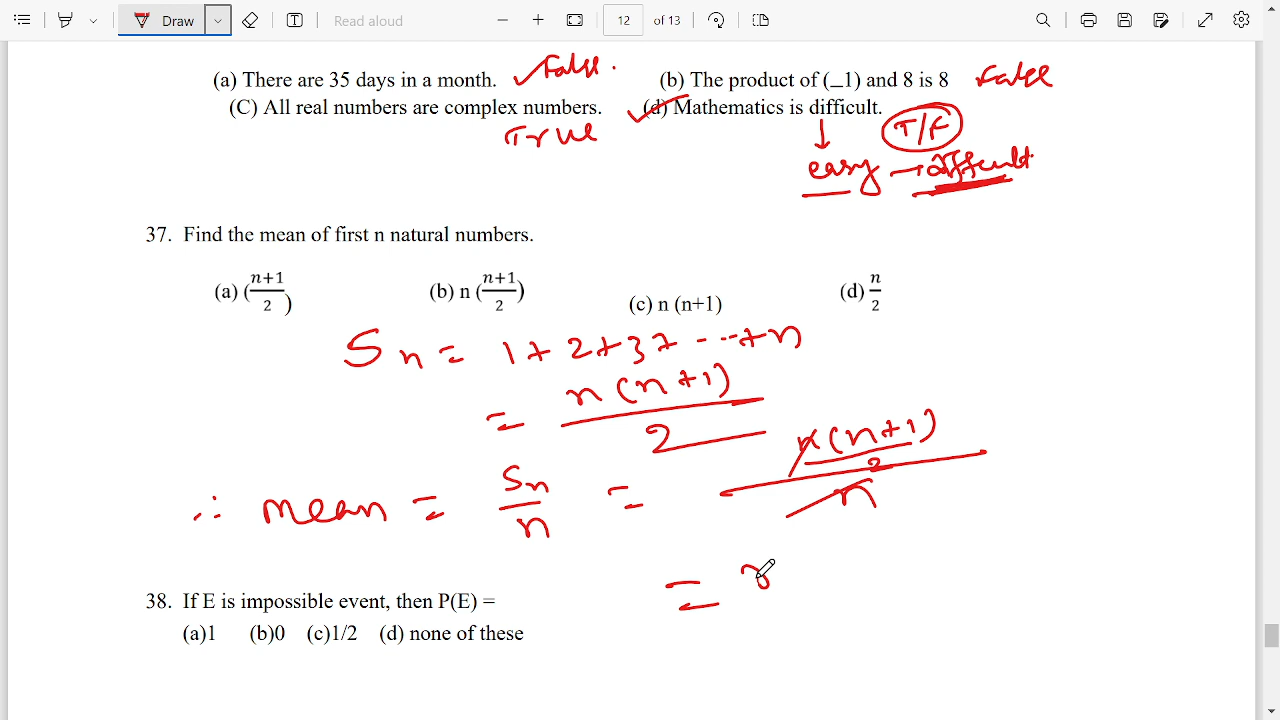 Draw Read aloud 12 of 13
(a) There are 35 days in a month. False. (b) The product of (_1) and 8 is 8 False
(C) All real numbers are complex numbers. (d) Mathematics is difficult.
True T/F
easy → difficult
37. Find the mean of first n natural numbers.
(a) (n+1/2) (b) n (n+1/2) (c) n (n+1) (d) n/2
Sn = 1+2+3+ ...+n
= n(n+1)/2
∴ mean = Sn/n = n(n+1)/2/n
=
38. If E is impossible event, then P(E) =
(a)1 (b)0 (c)1/2 (d) none of these